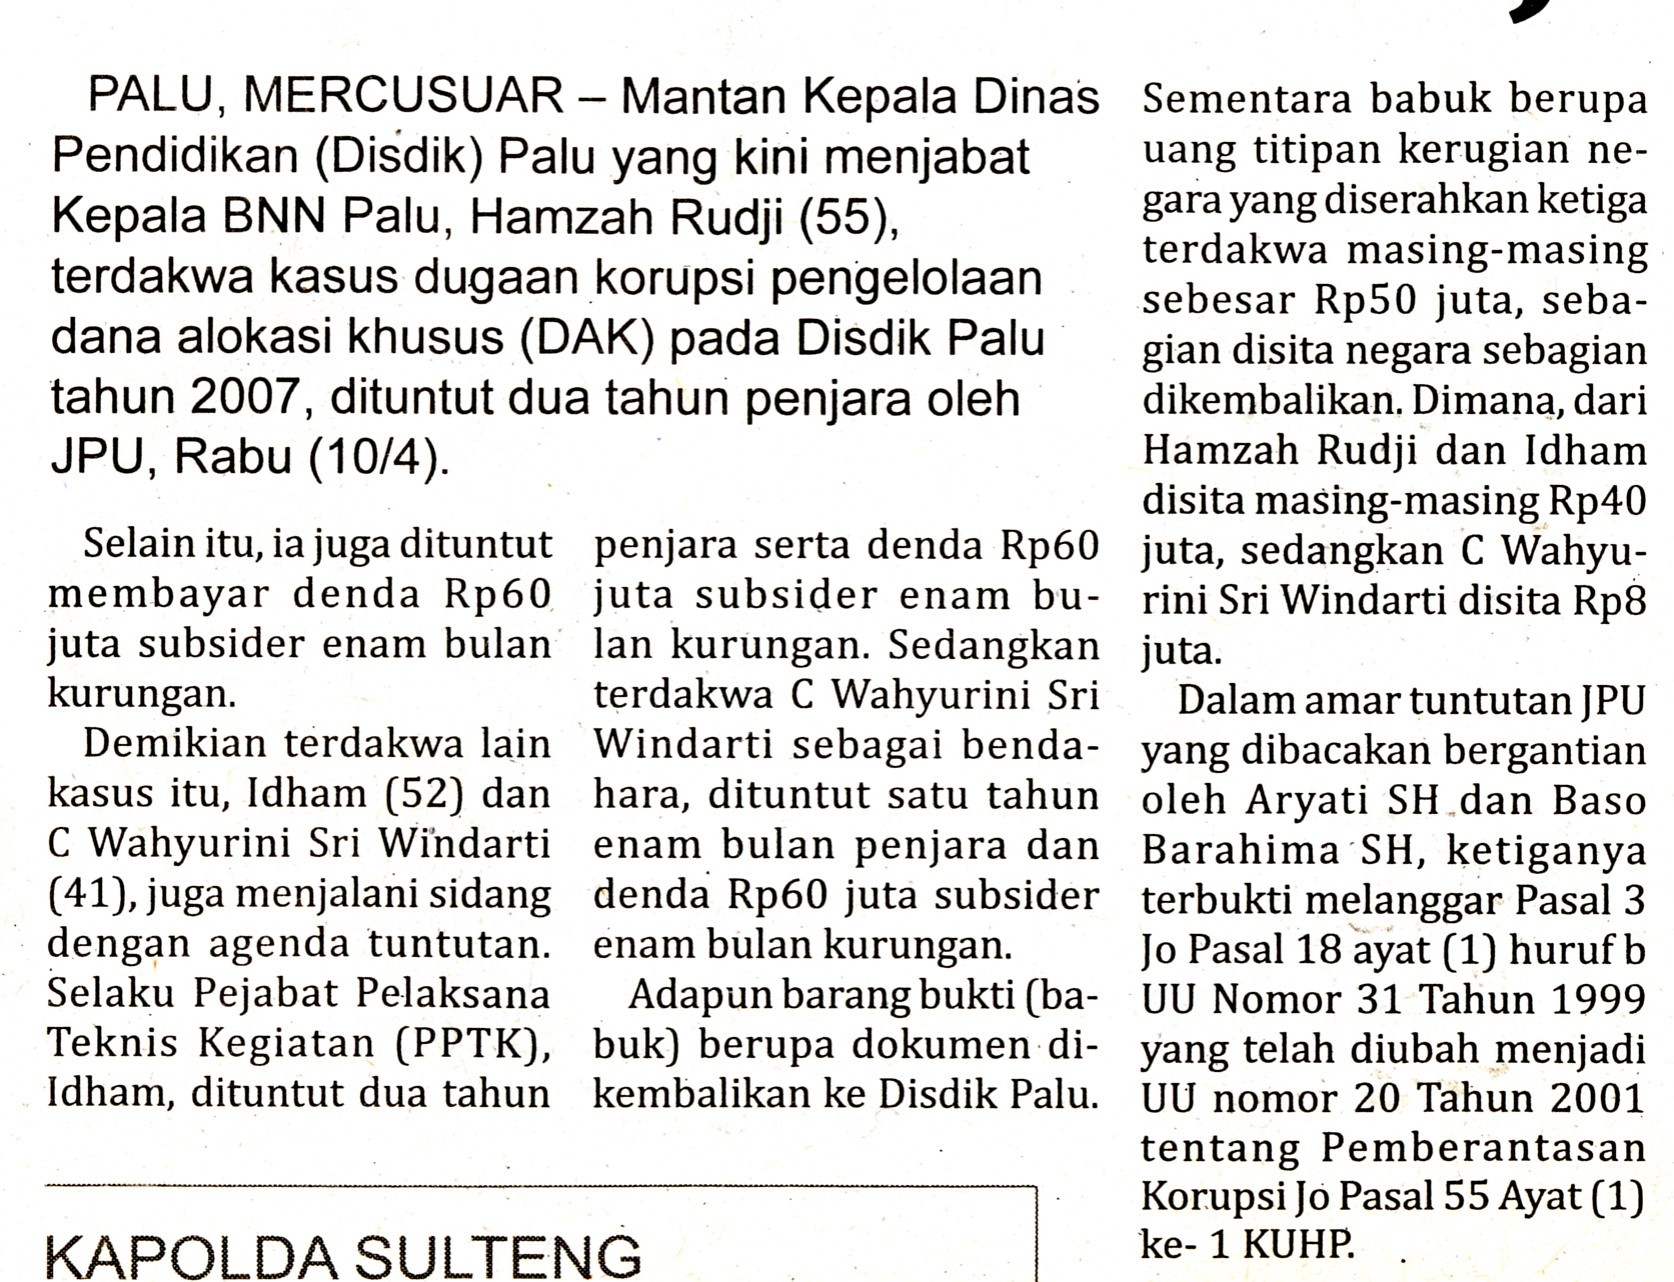 PALU, MERCUSUAR – Mantan Kepala Dinas
Pendidikan (Disdik) Palu yang kini menjabat
Kepala BNN Palu, Hamzah Rudji (55),
terdakwa kasus dugaan korupsi pengelolaan
dana alokasi khusus (DAK) pada Disdik Palu
tahun 2007, dituntut dua tahun penjara oleh
JPU, Rabu (10/4).
Selain itu, ia juga dituntut
membayar denda Rp60
juta subsider enam bulan
kurungan.
Demikian terdakwa lain
kasus itu, Idham (52) dan
C Wahyurini Sri Windarti
(41), juga menjalani sidang
dengan agenda tuntutan.
Selaku Pejabat Pelaksana
Teknis Kegiatan (PPTK),
Idham, dituntut dua tahun
penjara serta denda Rp60
juta subsider enam bu-
lan kurungan. Sedangkan
terdakwa C Wahyurini Sri
Windarti sebagai benda-
hara, dituntut satu tahun
enam bulan penjara dan
denda Rp60 juta subsider
enam bulan kurungan.
Adapun barang bukti (ba-
buk) berupa dokumen di-
kembalikan ke Disdik Palu.
Sementara babuk berupa
uang titipan kerugian ne-
gara yang diserahkan ketiga
terdakwa masing-masing
sebesar Rp50 juta, seba-
gian disita negara sebagian
dikembalikan. Dimana, dari
Hamzah Rudji dan Idham
disita masing-masing Rp40
juta, sedangkan C Wahyu-
rini Sri Windarti disita Rp8
juta.
Dalam amar tuntutan JPU
yang dibacakan bergantian
oleh Aryati SH dan Baso
Barahima SH, ketiganya
terbukti melanggar Pasal 3
Jo Pasal 18 ayat (1) huruf b
UU Nomor 31 Tahun 1999
yang telah diubah menjadi
UU nomor 20 Tahun 2001
tentang Pemberantasan
Korupsi Jo Pasal 55 Ayat (1)
ke- 1 KUHP.
KAPOLDA SULTENG